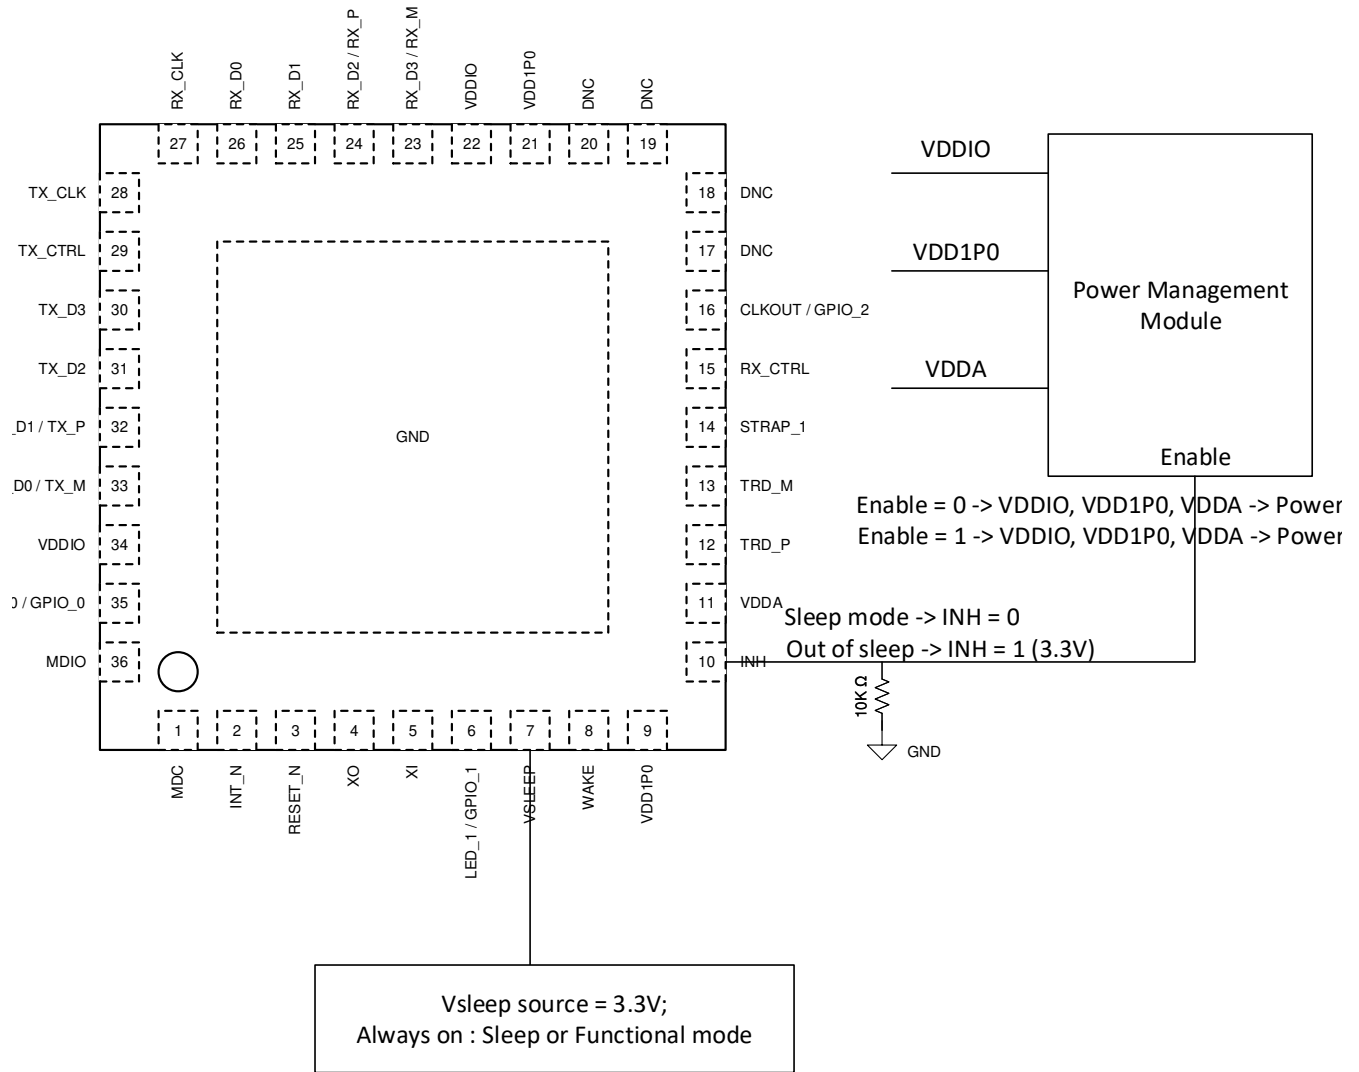 RX_CLK
RX_D0
RX_D1
RX_D2 / RX_P
RX_D3 / RX_M
VDDIO
VDD1P0
DNC
DNC
27
26
25
24
23
22
21
20
19
TX_CLK
28
TX_CTRL
29
TX_D3
30
TX_D2
31
_D1 / TX_P
32
D0 / TX_M
33
VDDIO
34
/ GPIO_0
35
MDIO
36
GND
18
DNC
17
DNC
16
CLKOUT / GPIO_2
15
RX_CTRL
14
STRAP_1
13
TRD_M
12
TRD_P
11
VDDA
10
INH
1
2
3
4
5
6
7
8
9
MDC
INT_N
RESET_N
XO
XI
LED_1 / GPIO_1
VSLEEP
WAKE
VDD1P0
VDDIO
VDD1P0
VDDA
Power Management
Module
Enable
Enable = 0 -> VDDIO, VDD1P0, VDDA -> Power
Enable = 1 -> VDDIO, VDD1P0, VDDA -> Power
Sleep mode -> INH = 0
Out of sleep -> INH = 1 (3.3V)
10K Ω
GND
Vsleep source = 3.3V;
Always on : Sleep or Functional mode